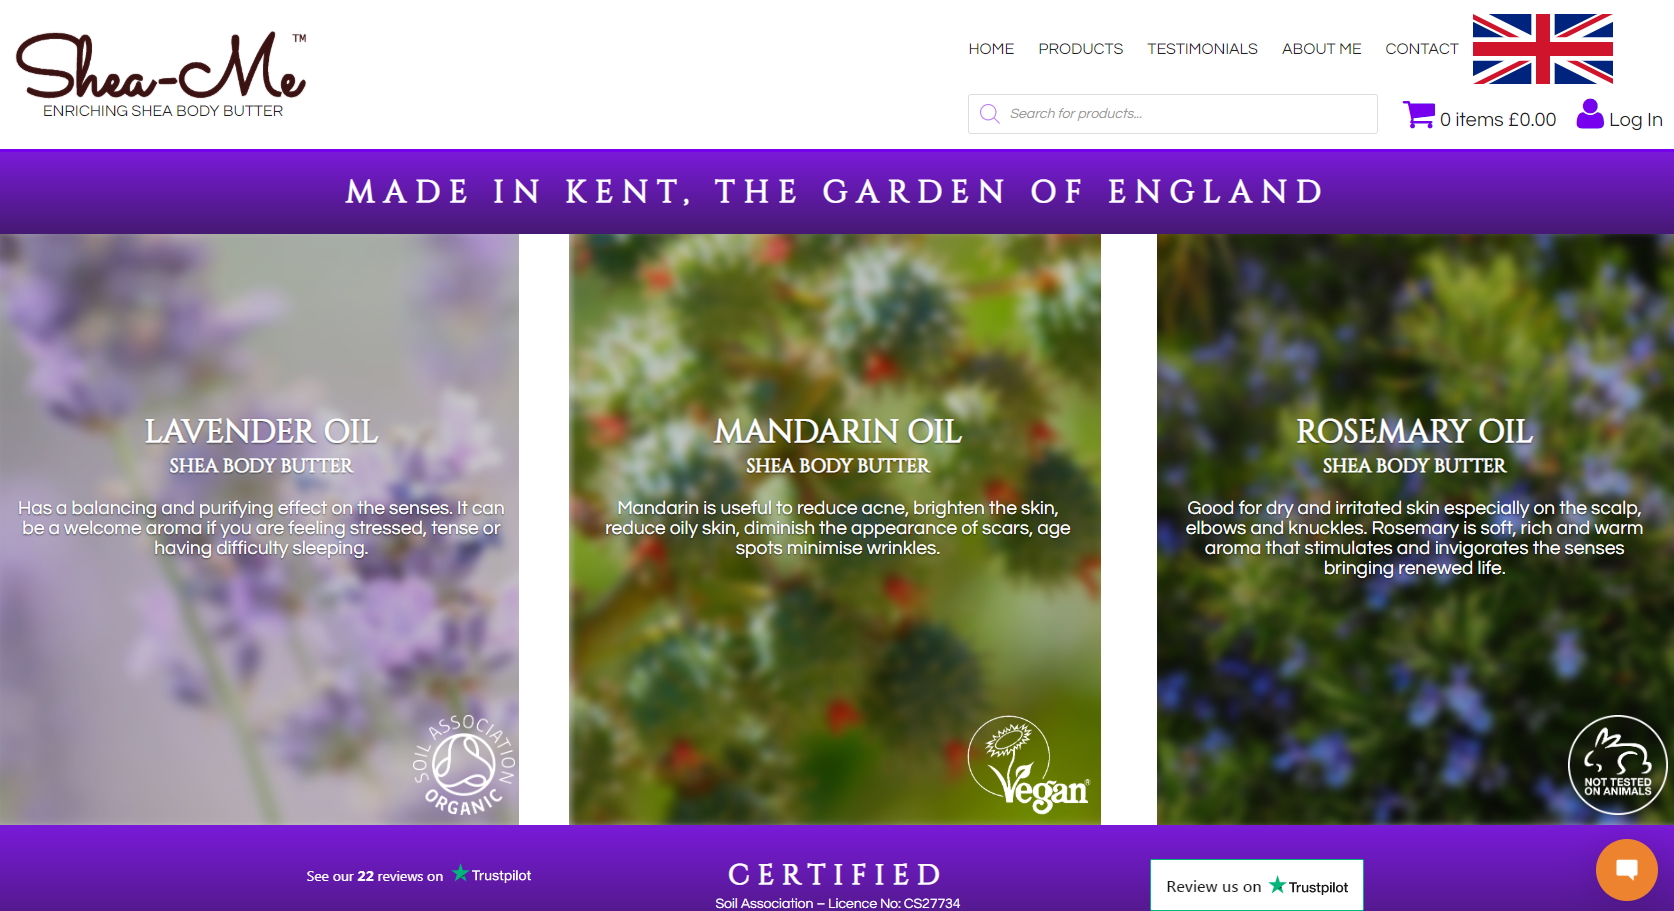 Shea-Me™
ENRICHING SHEA BODY BUTTER
HOME PRODUCTS TESTIMONIALS ABOUT ME CONTACT
Search for products...
0 items £0.00
Log In
MADE IN KENT, THE GARDEN OF ENGLAND
LAVENDER OIL
SHEA BODY BUTTER
Has a balancing and purifying effect on the senses. It can
be a welcome aroma if you are feeling stressed, tense or
having difficulty sleeping.
SOIL ASSOCIATION
ORGANIC
MANDARIN OIL
SHEA BODY BUTTER
Mandarin is useful to reduce acne, brighten the skin,
reduce oily skin, diminish the appearance of scars, age
spots minimise wrinkles.
Vegan®
ROSEMARY OIL
SHEA BODY BUTTER
Good for dry and irritated skin especially on the scalp,
elbows and knuckles. Rosemary is soft, rich and warm
aroma that stimulates and invigorates the senses
bringing renewed life.
NOT TESTED
ON ANIMALS
See our 22 reviews on Trustpilot
CERTIFIED
Soil Association – Licence No: CS27734
Review us on Trustpilot